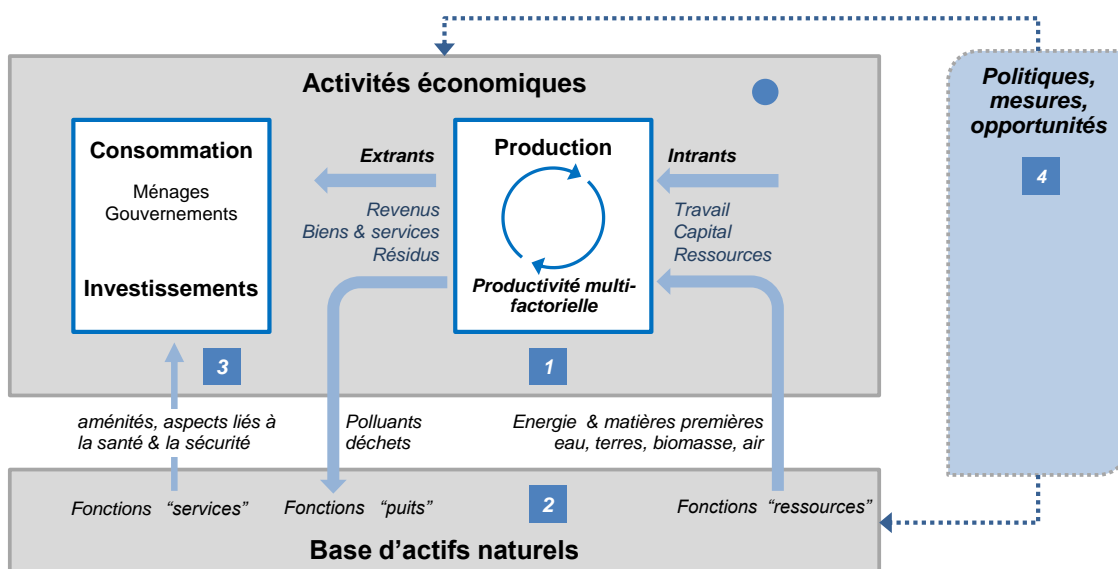 Activités économiques
Politiques,
mesures,
opportunités
4
Consommation
Ménages
Gouvernements
Investissements
Extrants
Revenus
Biens & services
Résidus
Production
Productivité multi-
factorielle
Intrants
Travail
Capital
Ressources
3
1
aménités, aspects liés à
la santé & la sécurité
Polluants
déchets
Energie & matières premières
eau, terres, biomasse, air
Fonctions “services”
Fonctions “puits”
2
Fonctions “ressources”
Base d’actifs naturels